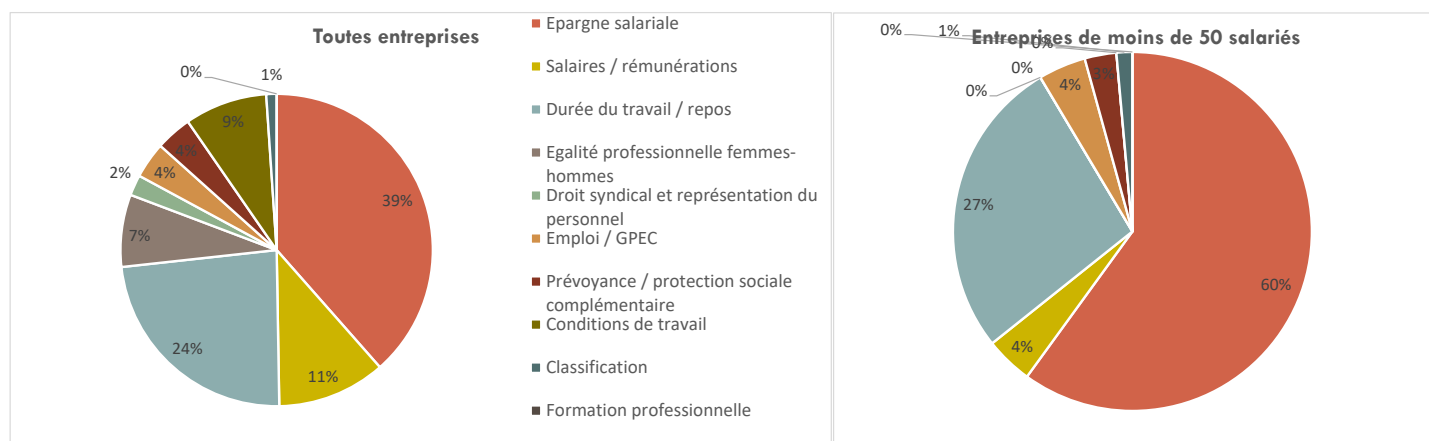 Toutes entreprises
0%
1%
9%
4%
4%
2%
7%
24%
11%
39%
Epargne salariale
Salaires / rémunérations
Durée du travail / repos
Egalité professionnelle femmes-
hommes
Droit syndical et représentation du
personnel
Emploi / GPEC
Prévoyance / protection sociale
complémentaire
Conditions de travail
Classification
Formation professionnelle
Entreprises de moins de 50 salariés
0%
1%
0%
0%
0%
4%
3%
27%
4%
60%